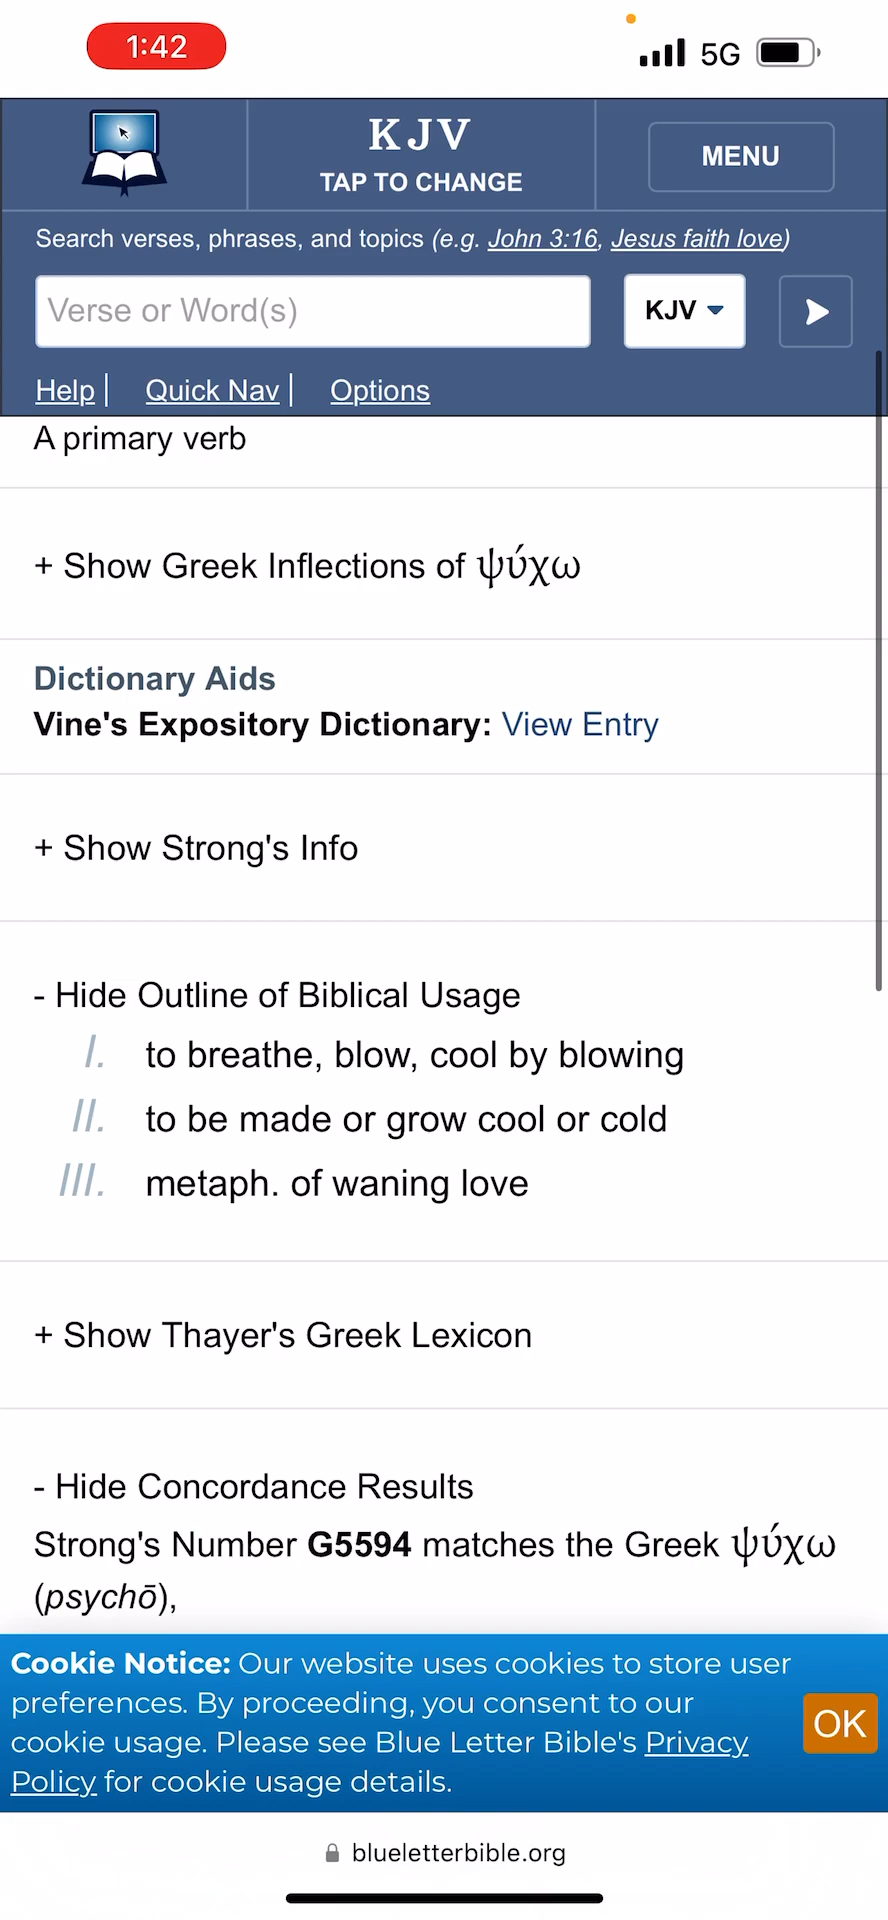 1:42
5G
KJV
TAP TO CHANGE
MENU
Search verses, phrases, and topics (e.g. John 3:16, Jesus faith love)
Verse or Word(s)
KJV
Help| Quick Nav| Options
A primary verb
+ Show Greek Inflections of ψύχω
Dictionary Aids
Vine's Expository Dictionary: View Entry
+ Show Strong's Info
- Hide Outline of Biblical Usage
I. to breathe, blow, cool by blowing
II. to be made or grow cool or cold
III. metaph. of waning love
+ Show Thayer's Greek Lexicon
- Hide Concordance Results
Strong's Number G5594 matches the Greek ψύχω
(psychō),
Cookie Notice: Our website uses cookies to store user
preferences. By proceeding, you consent to our
cookie usage. Please see Blue Letter Bible's Privacy
Policy for cookie usage details.
OK
blueletterbible.org